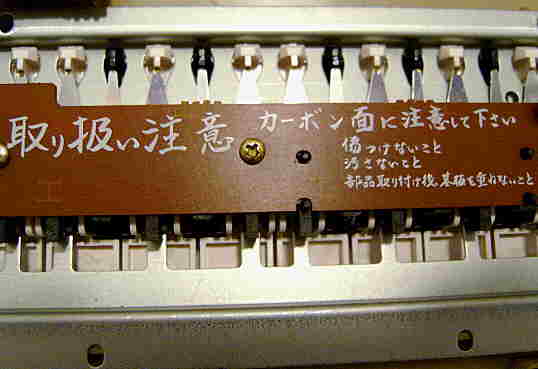 取り扱い注意
カーボン面に注意して下さい
傷つけないこと
汚さないこと
部品取り付け後、基板を重ねないこと